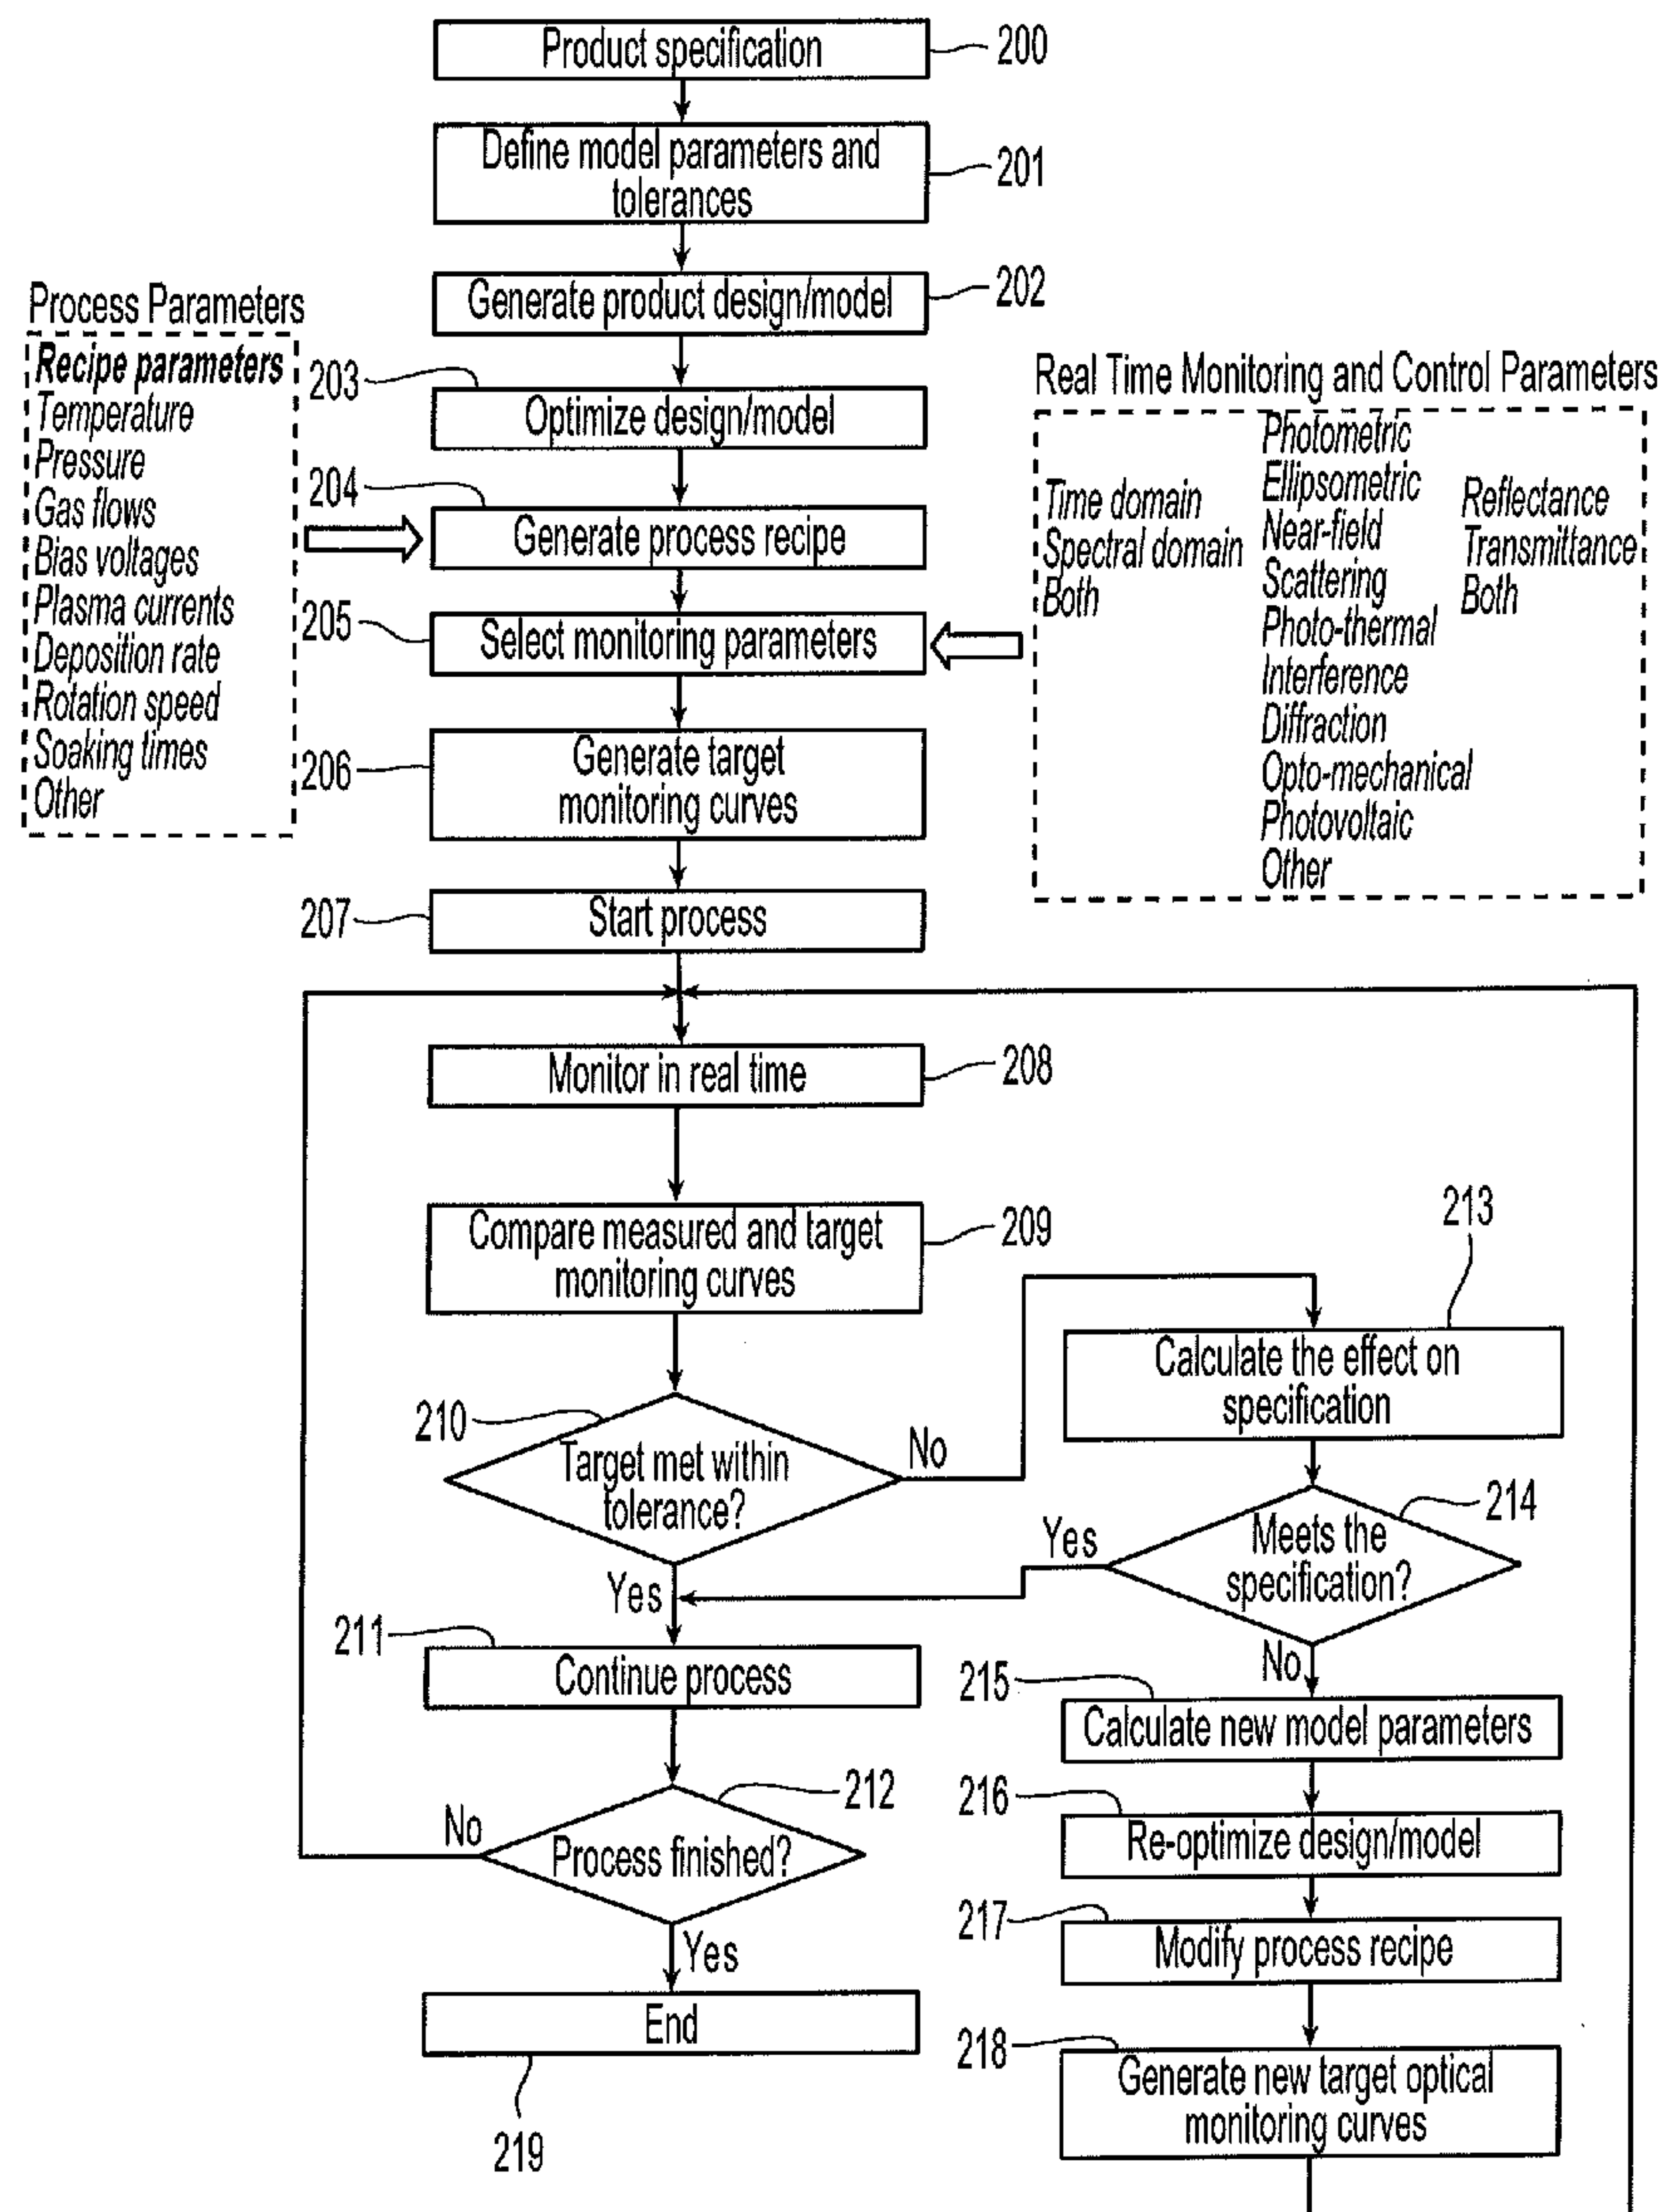 Product specification
200
Define model parameters and
tolerances
201
Generate product design/model
202
Process Parameters
Recipe parameters
Temperature
Pressure
Gas flows
Bias voltages
Plasma currents
Deposition rate
Rotation speed
Soaking times
Other
203
Optimize design/model
204
Generate process recipe
205
Select monitoring parameters
Real Time Monitoring and Control Parameters
Time domain
Spectral domain
Both
Photometric
Ellipsometric
Near-field
Scattering
Photo-thermal
Interference
Diffraction
Opto-mechanical
Photovoltaic
Other
Reflectance
Transmittance
Both
206
Generate target
monitoring curves
207
Start process
Monitor in real time
208
Compare measured and target
monitoring curves
209
210
Target met within
tolerance?
No
Yes
213
Calculate the effect on
specification
214
Meets the
specification?
Yes
No
211
Continue process
212
Process finished?
No
Yes
End
219
215
Calculate new model parameters
216
Re-optimize design/model
217
Modify process recipe
218
Generate new target optical
monitoring curves